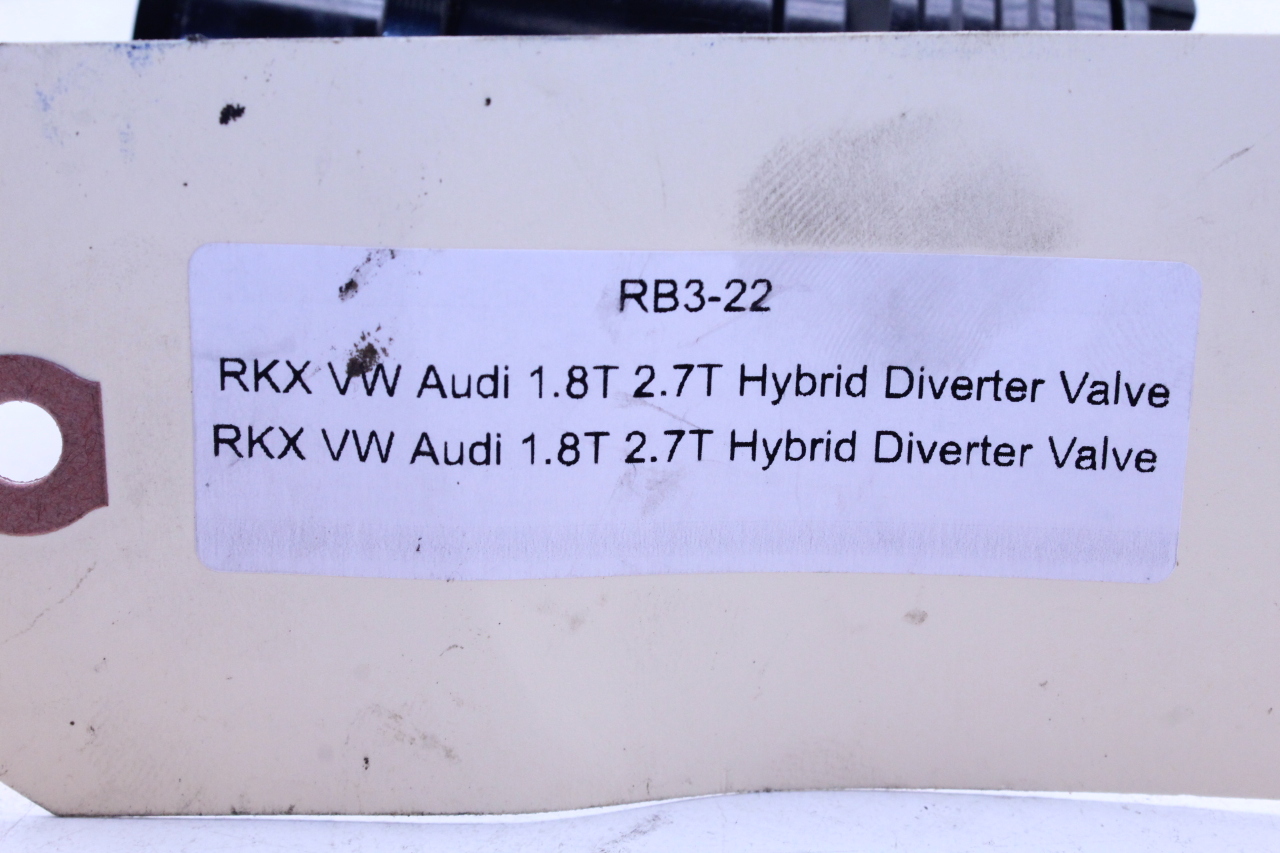 RB3-22
RKX VW Audi 1.8T 2.7T Hybrid Diverter Valve
RKX VW Audi 1.8T 2.7T Hybrid Diverter Valve